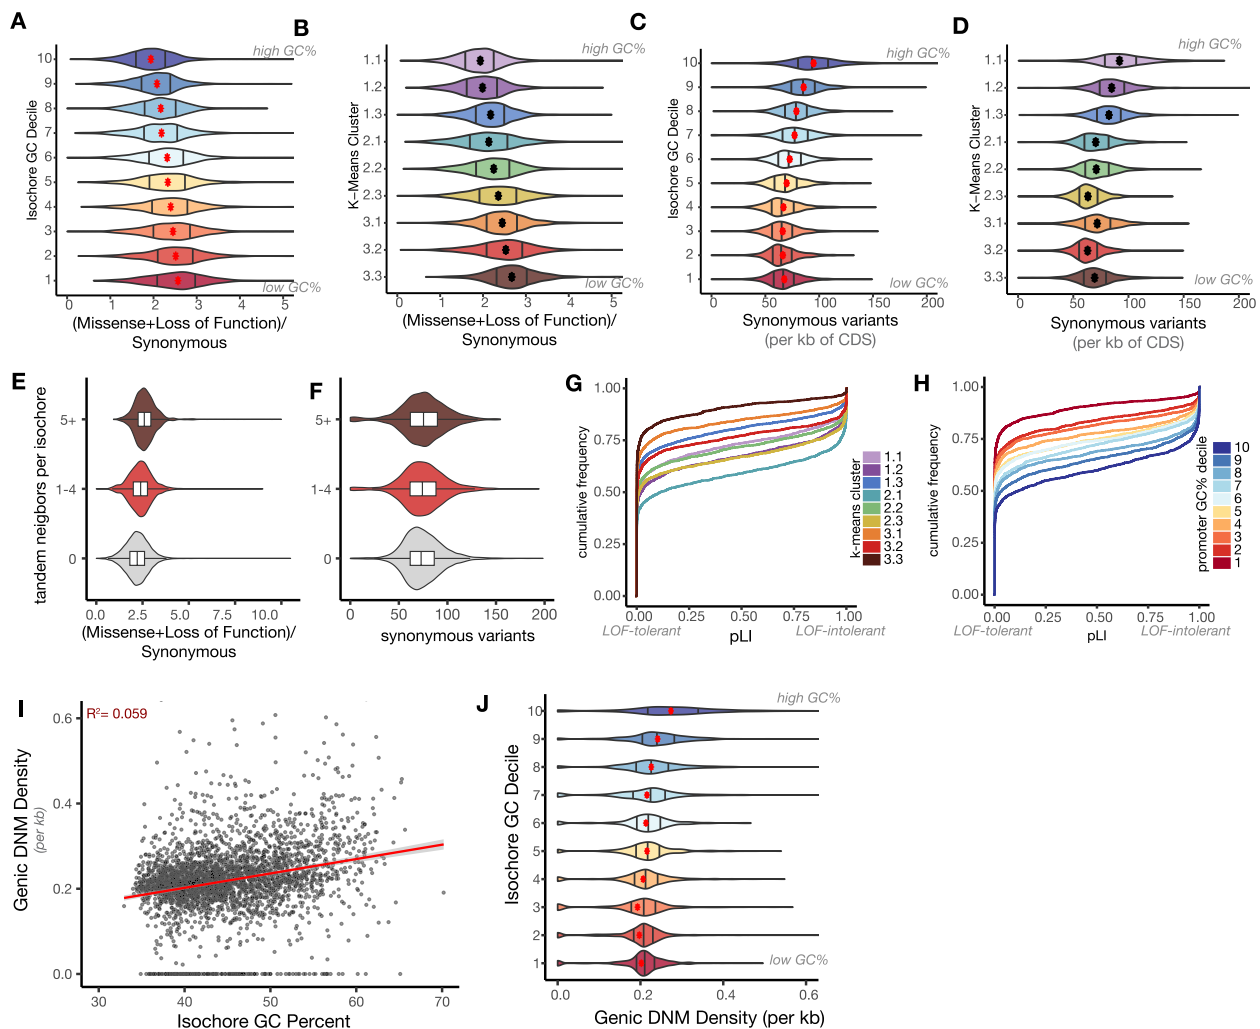 A
high GC%
Isochore GC Decile
10
9
8
7
6
5
4
3
2
1
low GC%
0 1 2 3 4 5
(Missense+Loss of Function)/
Synonymous
B
high GC%
K-Means Cluster
1.1
1.2
1.3
2.1
2.2
2.3
3.1
3.2
3.3
low GC%
0 1 2 3 4 5
(Missense+Loss of Function)/
Synonymous
C
high GC%
Isochore GC Decile
10
9
8
7
6
5
4
3
2
1
low GC%
0 50 100 150 200
Synonymous variants
(per kb of CDS)
D
high GC%
K-Means Cluster
1.1
1.2
1.3
2.1
2.2
2.3
3.1
3.2
3.3
low GC%
0 50 100 150 200
Synonymous variants
(per kb of CDS)
E
tandem neigbors per isochore
5+
1-4
0
0.0 2.5 5.0 7.5 10.0
(Missense+Loss of Function)/
Synonymous
F
5+
1-4
0
0 50 100 150 200
synonymous variants
G
cumulative frequency
1.00
0.75
0.50
0.25
0.00
0.00 0.25 0.50 0.75 1.00
LOF-tolerant
pLI
LOF-intolerant
k-means cluster
1.1
1.2
1.3
2.1
2.2
2.3
3.1
3.2
3.3
H
cumulative frequency
1.00
0.75
0.50
0.25
0.00
0.00 0.25 0.50 0.75 1.00
LOF-tolerant
pLI
LOF-intolerant
promoter GC% decile
10
9
8
7
6
5
4
3
2
1
I
R²= 0.059
Genic DNM Density
(per kb)
0.6
0.4
0.2
0.0
30 40 50 60 70
Isochore GC Percent
J
high GC%
Isochore GC Decile
10
9
8
7
6
5
4
3
2
1
low GC%
0.0 0.2 0.4 0.6
Genic DNM Density (per kb)